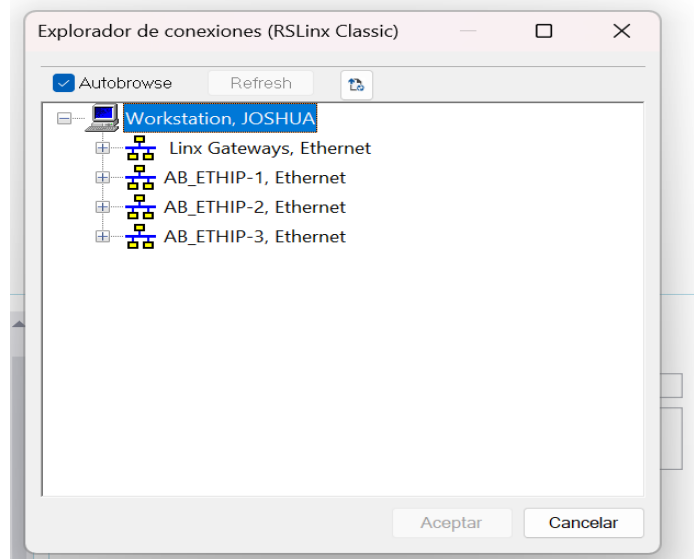 Explorador de conexiones (RSLinx Classic)
Autobrowse Refresh
Workstation, JOSHUA
Linx Gateways, Ethernet
AB_ETHIP-1, Ethernet
AB_ETHIP-2, Ethernet
AB_ETHIP-3, Ethernet
Aceptar Cancelar